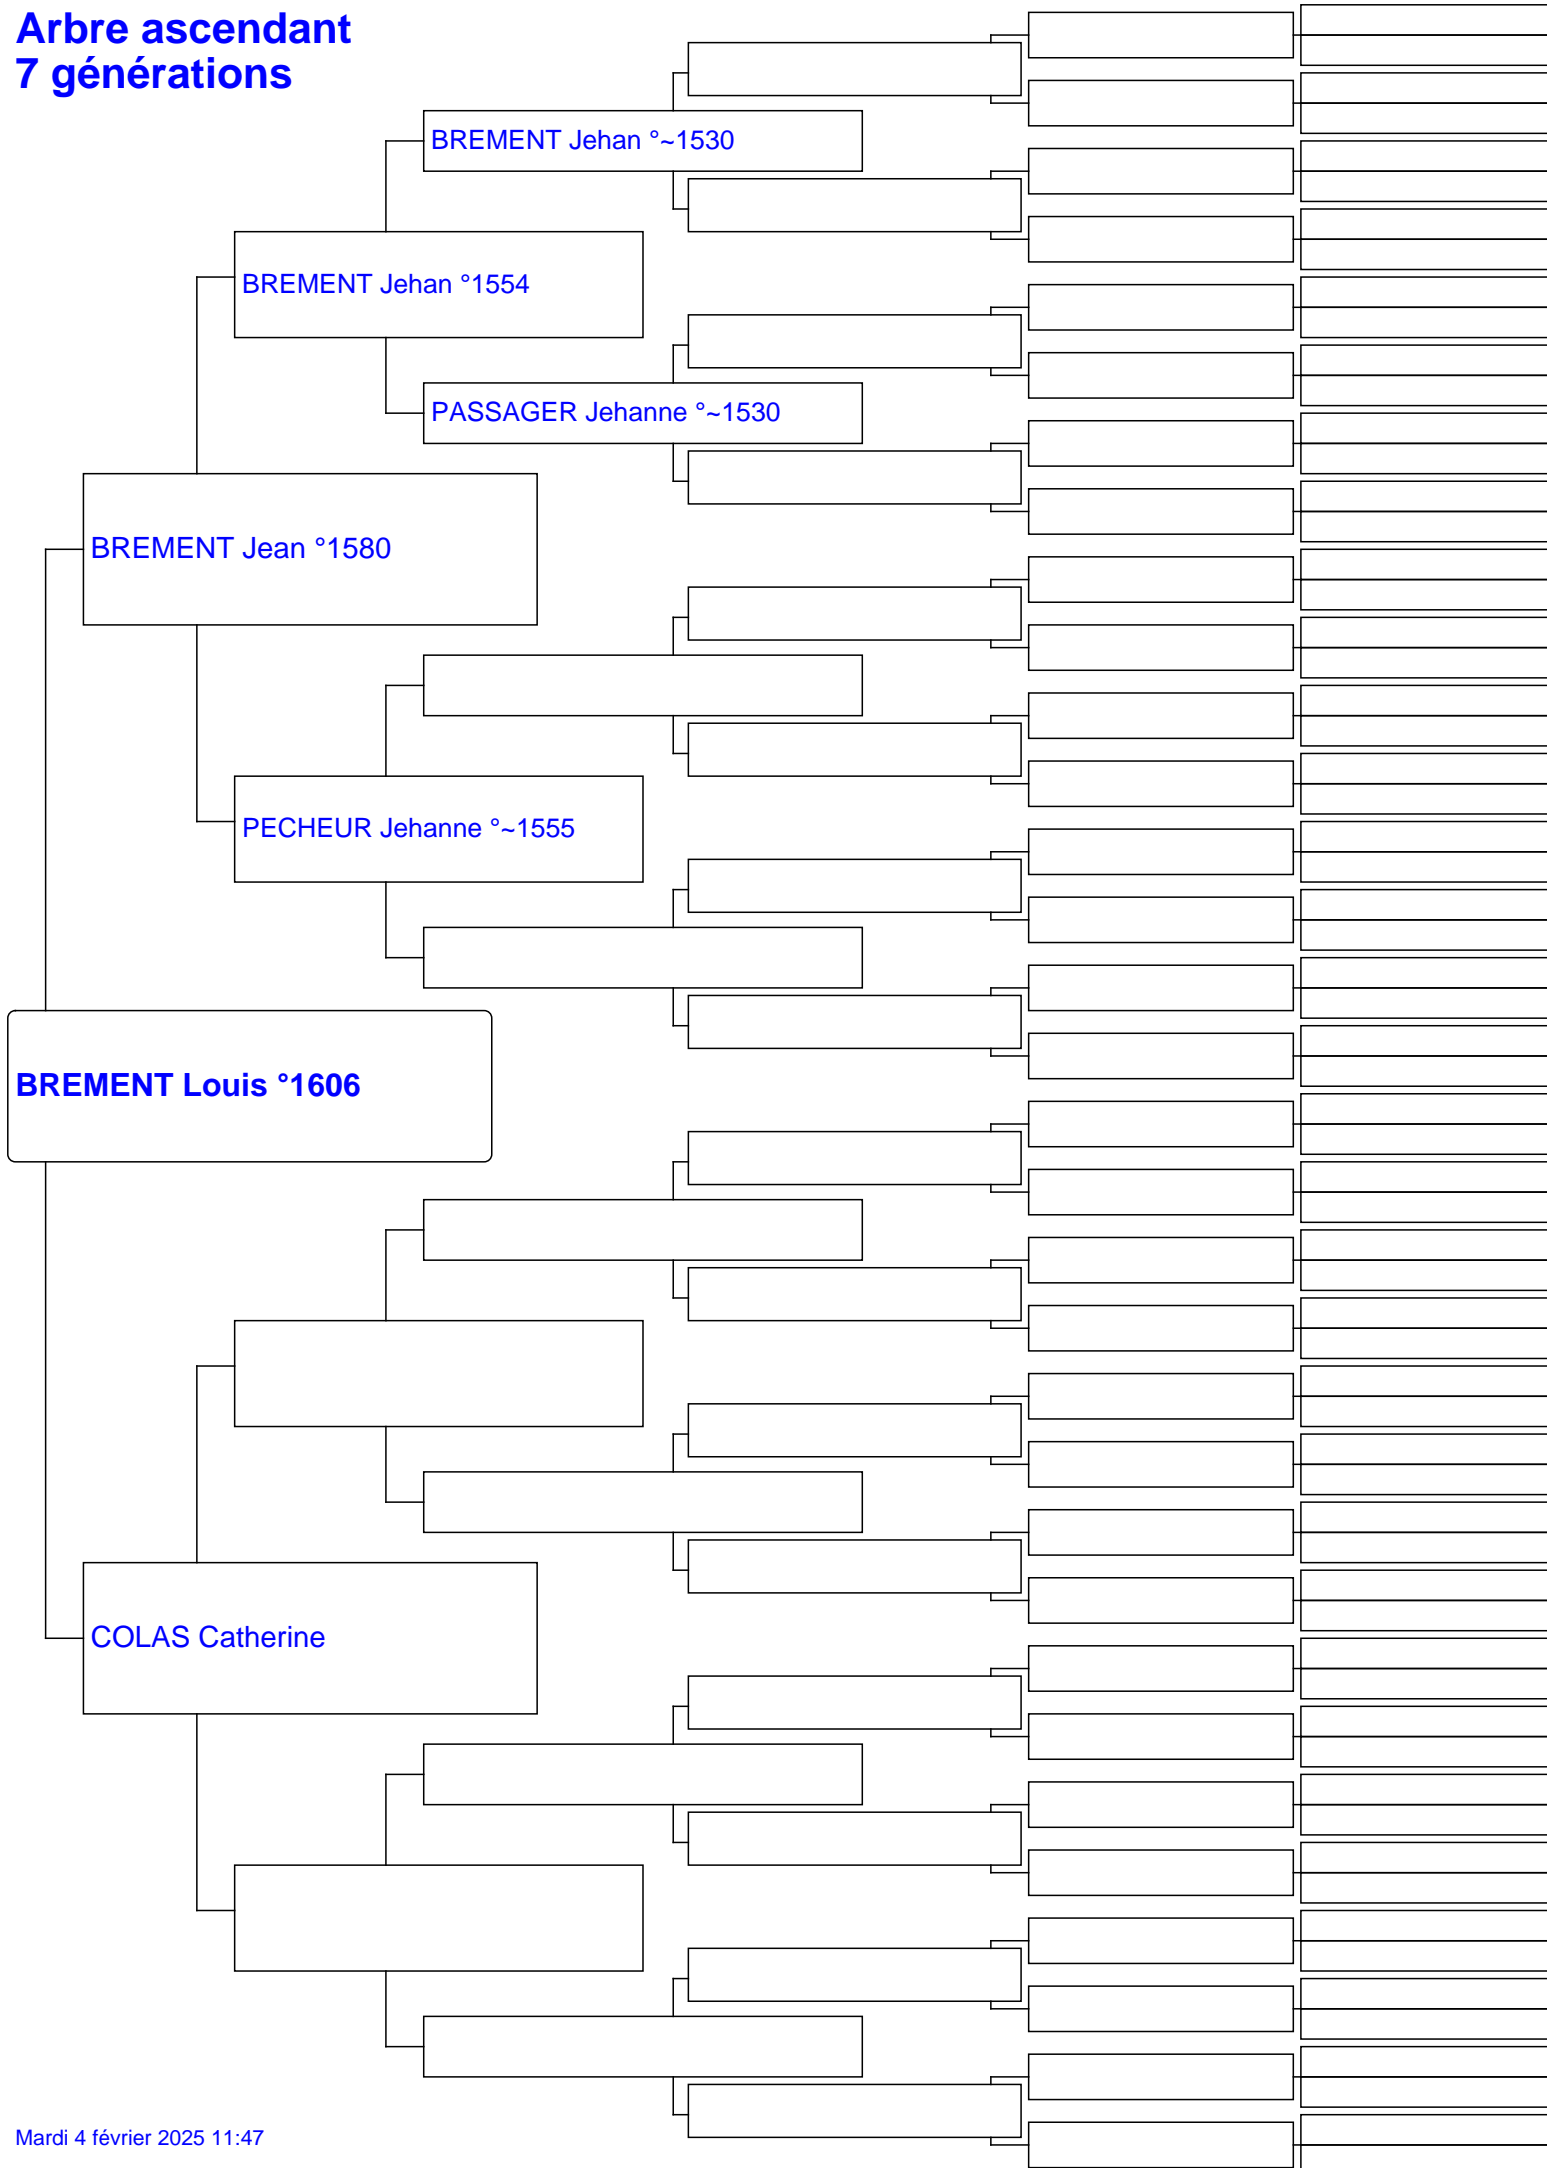 Arbre ascendant
7 générations
BREMENT Jehan °~1530
BREMENT Jehan °1554
PASSAGER Jehanne °~1530
BREMENT Jean °1580
PECHEUR Jehanne °~1555
BREMENT Louis °1606
COLAS Catherine
Mardi 4 février 2025 11:47